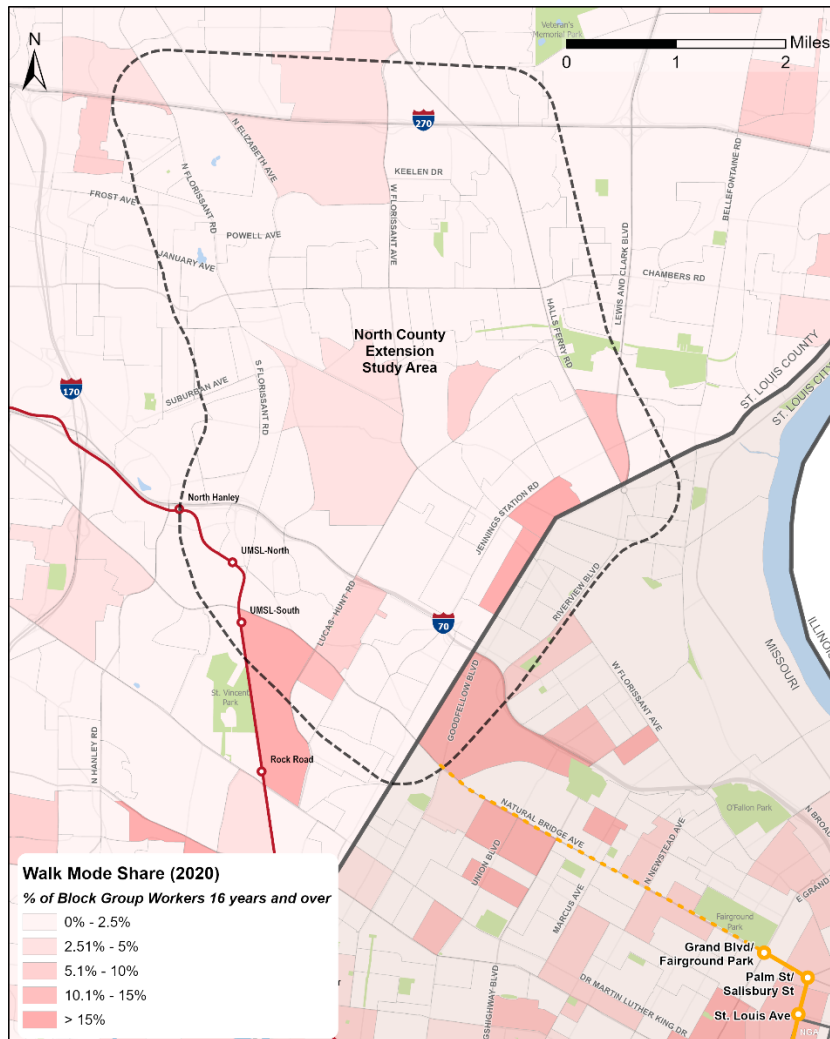 N
Veteran's
Memorial Park
Miles
0 1 2
270
N ELIZABETH AVE
N FLORISSANT RD
KEELEN DR
W FLORISSANT AVE
BELLEFONTAINE RD
FROST AVE
POWELL AVE
JANUARY AVE
LEWIS AND CLARK BLVD
CHAMBERS RD
HALLS FERRY RD
North County
Extension
Study Area
ST. LOUIS COUNTY
ST. LOUIS CITY
170
SUBURBAN AVE
S FLORISSANT RD
North Hanley
JENNINGS STATION RD
UMSL-North
UMSL-South
LUCAS-HUNT RD
70
RIVERVIEW BLVD
ILLINOIS
MISSOURI
St. Vincent
Park
GOODFELLOW BLVD
W FLORISSANT AVE
N HANLEY RD
Rock Road
NATURAL BRIDGE AVE
O'Fallon Park
N BROAD
UNION BLVD
MARCUS AVE
N NEWSTEAD AVE
E GRAND
Fairground
Park
Grand Blvd/
Fairground Park
Palm St/
Salisbury St
DR MARTIN LUTHER KING DR
St. Louis Ave
GSHIGHWAY BLVD
NGA
Walk Mode Share (2020)
% of Block Group Workers 16 years and over
0% - 2.5%
2.51% - 5%
5.1% - 10%
10.1% - 15%
> 15%